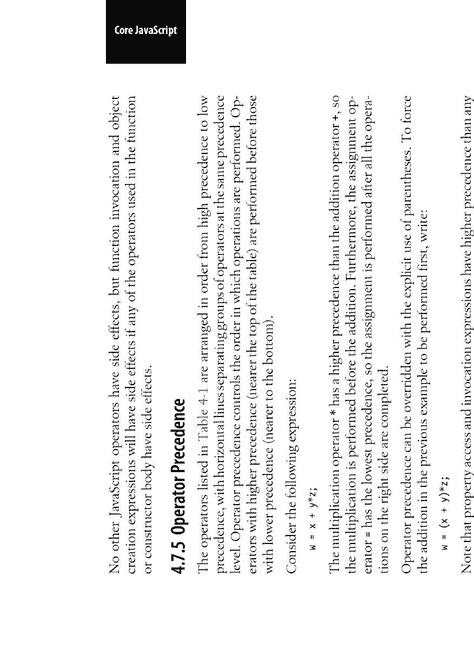 Core JavaScript
No other JavaScript operators have side effects, but function invocation and object
creation expressions will have side effects if any of the operators used in the function
or constructor body have side effects.
4.7.5 Operator Precedence
The operators listed in Table 4-1 are arranged in order from high precedence to low
precedence, with horizontal lines separating groups of operators at the same precedence
level. Operator precedence controls the order in which operations are performed. Op-
erators with higher precedence (nearer the top of the table) are performed before those
with lower precedence (nearer to the bottom).
Consider the following expression:
w = x + y*z;
The multiplication operator * has a higher precedence than the addition operator +, so
the multiplication is performed before the addition. Furthermore, the assignment op-
erator = has the lowest precedence, so the assignment is performed after all the opera-
tions on the right side are completed.
Operator precedence can be overridden with the explicit use of parentheses. To force
the addition in the previous example to be performed first, write:
w = (x + y)*z;
Note that property access and invocation expressions have higher precedence than any